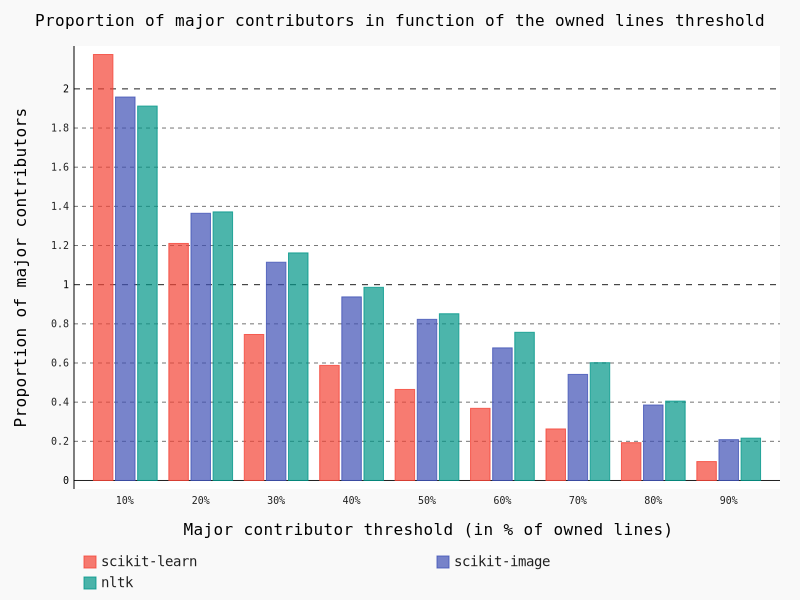 Proportion of major contributors in function of the owned lines threshold
Proportion of major contributors
2
1.8
1.6
1.4
1.2
1
0.8
0.6
0.4
0.2
0
10% 20% 30% 40% 50% 60% 70% 80% 90%
Major contributor threshold (in % of owned lines)
scikit-learn scikit-image
nltk